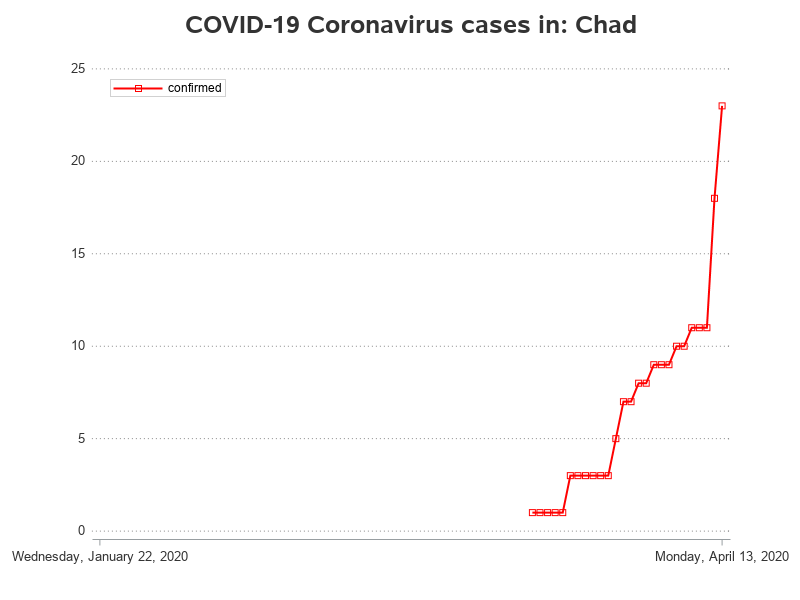 COVID-19 Coronavirus cases in: Chad
25
confirmed
20
15
10
5
0
Wednesday, January 22, 2020 Monday, April 13, 2020